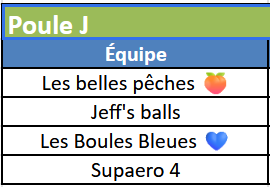 Poule J
Équipe
Les belles pêches 🍑
Jeff's balls
Les Boules Bleues 💙
Supaero 4